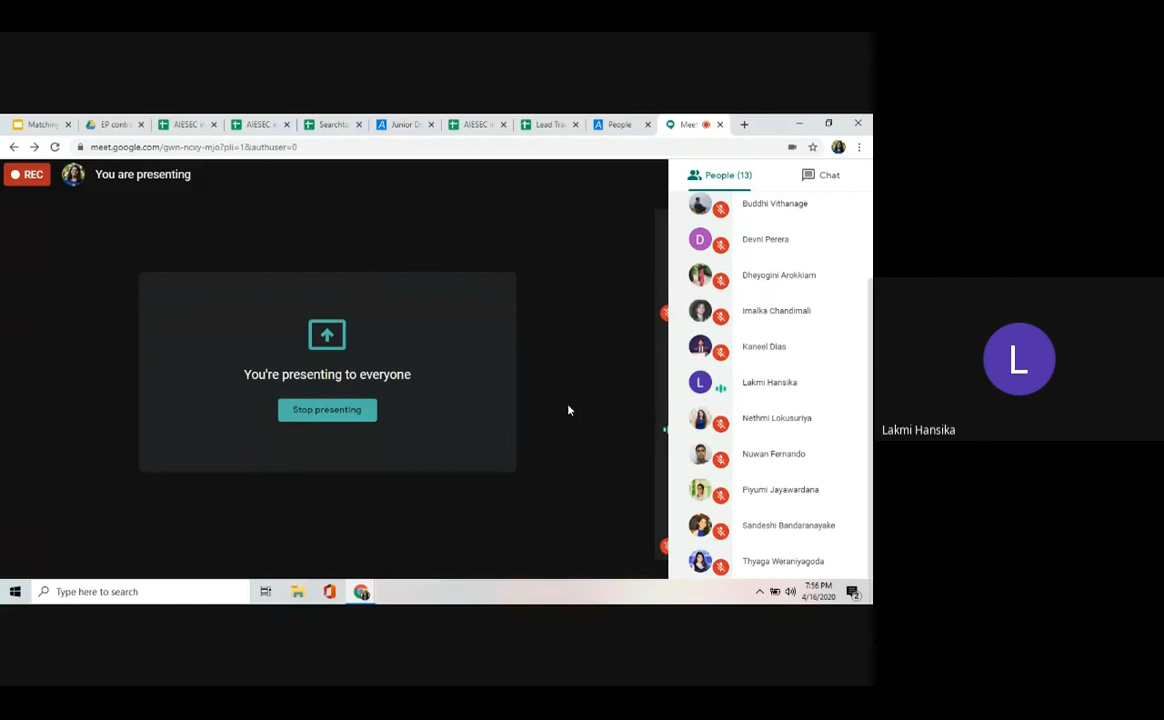 Matching
EP contr
AIESEC i
AIESEC i
Searchto
Junior D
AIESEC i
Lead Tra
People
Meet
meet.google.com/gwn-ncxy-mjo?pli=1&authuser=0
REC
You are presenting
People (13)
Chat
Buddhi Vithanage
D
Devni Perera
Dheyogini Arokkiam
Imalka Chandimali
You're presenting to everyone
Kaneel Dias
L
Lakmi Hansika
L
Stop presenting
Nethmi Lokusuriya
Lakmi Hansika
Nuwan Fernando
Piyumi Jayawardana
Sandeshi Bandaranayake
Thyaga Weraniyagoda
Type here to search
7:56 PM
4/16/2020
2